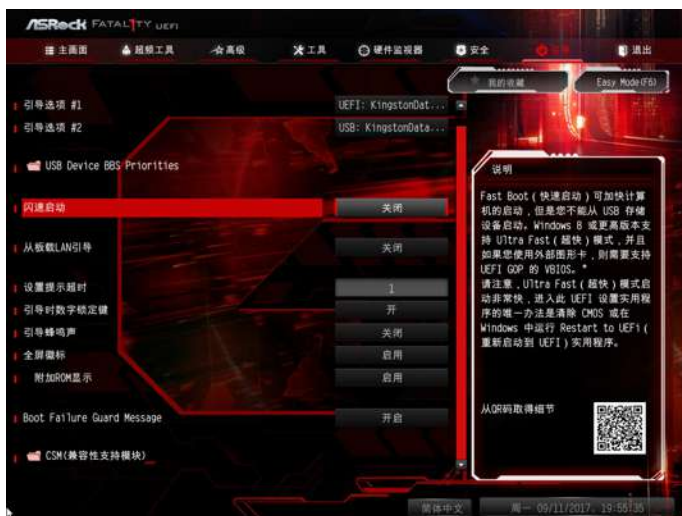 ASRock FATAL1TY UEFI
主画面 超频工具 高级 工具 硬件监视器 安全 退出
我的收藏 Easy Mode(F6)
引导选项 #1 UEFI: KingstonDat...
引导选项 #2 USB: KingstonData...
USB Device BBS Priorities
闪速启动 关闭
从板载LAN引导 关闭
设置提示超时 1
引导时数字锁定键 开
引导蜂鸣声 关闭
全屏徽标 启用
附加ROM显示 启用
Boot Failure Guard Message 开启
CSM(兼容性支持模块)
说明
Fast Boot ( 快速启动 ) 可加快计算
机的启动 , 但是您不能从 USB 存储
设备启动。Windows 8 或更高版本支
持 Ultra Fast ( 超快 ) 模式 , 并且
如果您使用外部图形卡 , 则需要支持
UEFI GOP 的 VBIOS。"
请注意 , Ultra Fast ( 超快 ) 模式启
动非常快 , 进入此 UEFI 设置实用程
序的唯一办法是清除 CMOS 或在
Windows 中运行 Restart to UEFi (
重新启动到 UEFI ) 实用程序。
从QR码取得细节
简体中文 周一 09/11/2017. 19:55:35